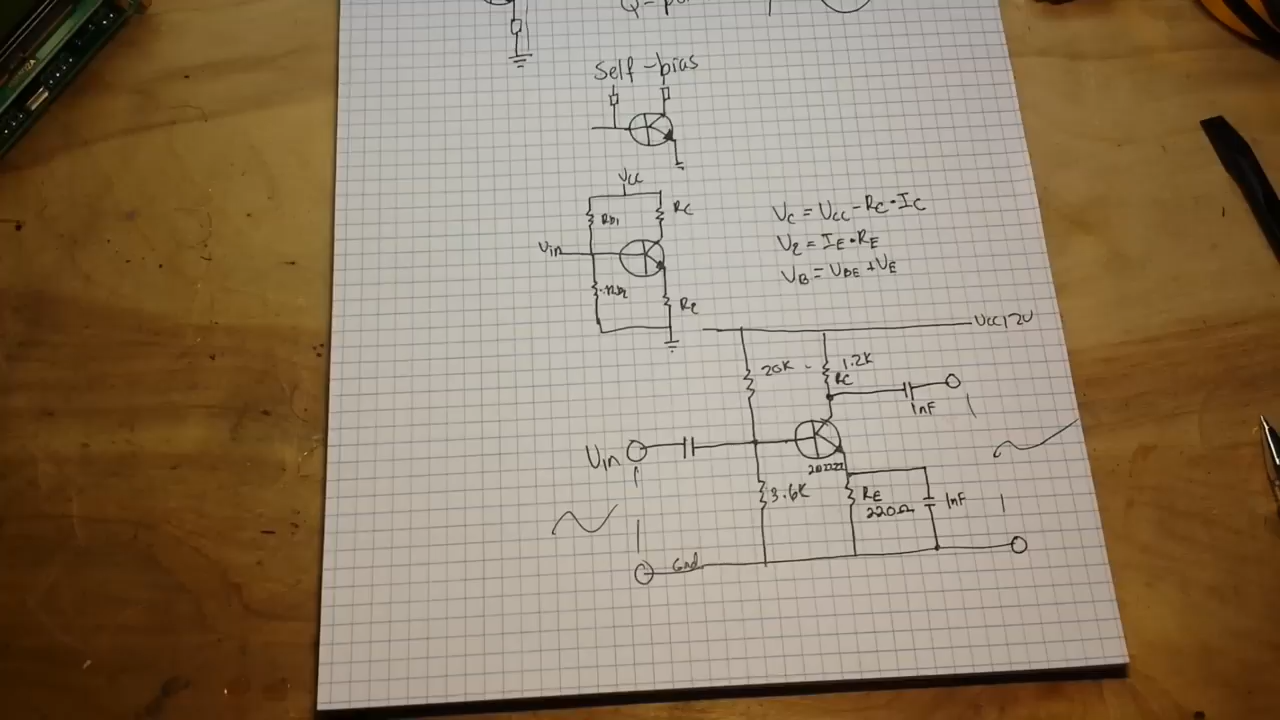 Self-bias
Vcc
RB1
RC
Vin
RE
VC = VCC - RC · IC
VE = IE · RE
VB = VBE + VE
VCC 12V
20K
1.2K
RC
1nF
Vin
2N2222
3.6K
RE
220Ω
1nF
Gnd